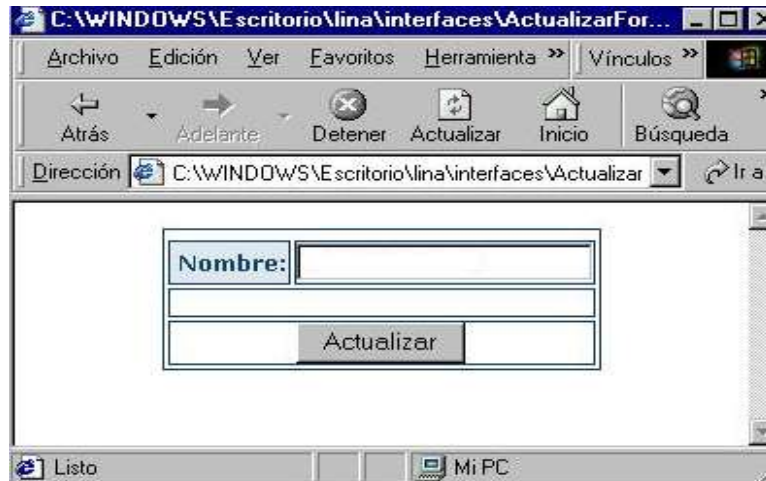 C:\WINDOWS\Escritorio\lina\interfaces\ActualizarFor...
Archivo Edición Ver Favoritos Herramienta » Vínculos »
Atrás Adelante Detener Actualizar Inicio Búsqueda »
Dirección C:\WINDOWS\Escritorio\lina\interfaces\Actualizar Ir a
Nombre:
Actualizar
Listo Mi PC